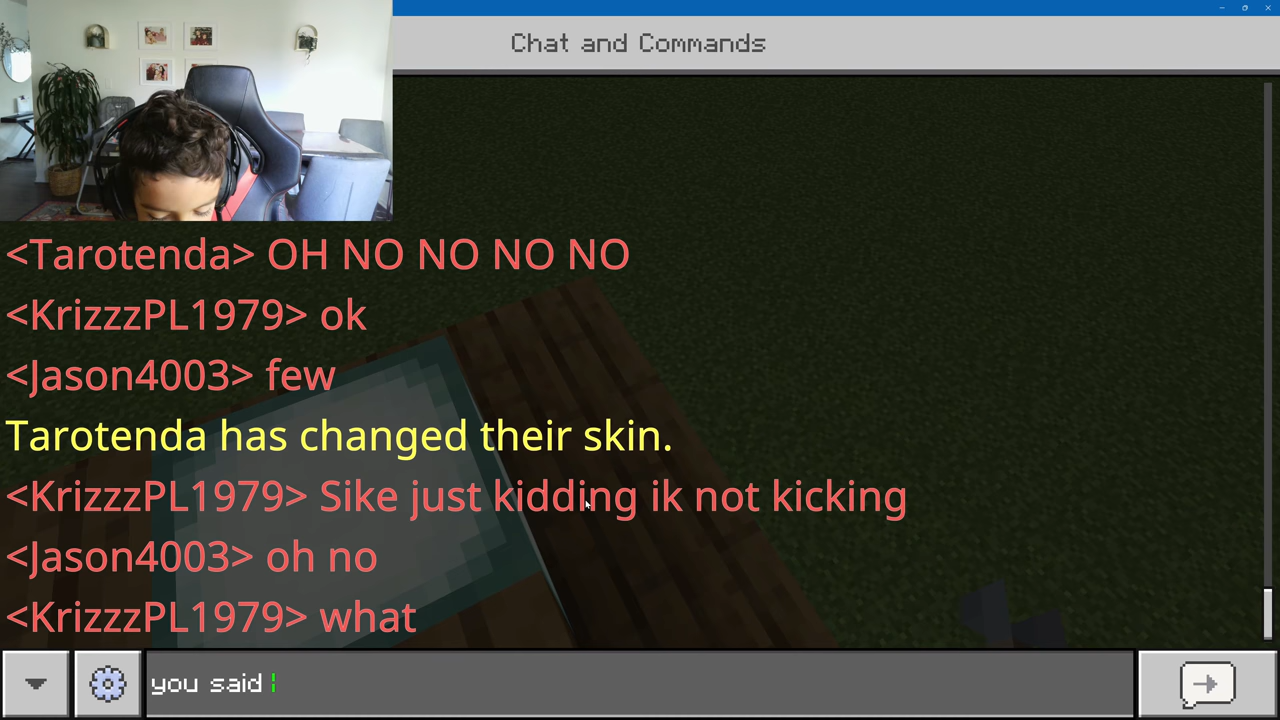 Chat and Commands
<Tarotenda> OH NO NO NO NO
<KrizzzPL1979> ok
<Jason4003> few
Tarotenda has changed their skin.
<KrizzzPL1979> Sike just kidding ik not kicking
<Jason4003> oh no
<KrizzzPL1979> what
you said